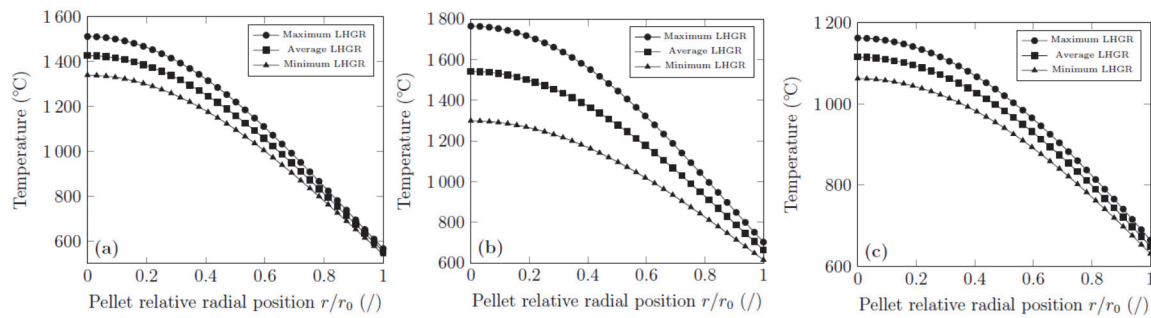 1 600
1 400
1 200
1 000
800
600
Temperature (°C)
Maximum LHGR
Average LHGR
Minimum LHGR
(a)
0 0.2 0.4 0.6 0.8 1
Pellet relative radial position r/r₀ (/)
1 800
1 600
1 400
1 200
1 000
800
600
Temperature (°C)
Maximum LHGR
Average LHGR
Minimum LHGR
(b)
0 0.2 0.4 0.6 0.8 1
Pellet relative radial position r/r₀ (/)
1 200
1 000
800
600
Temperature (°C)
Maximum LHGR
Average LHGR
Minimum LHGR
(c)
0 0.2 0.4 0.6 0.8 1
Pellet relative radial position r/r₀ (/)